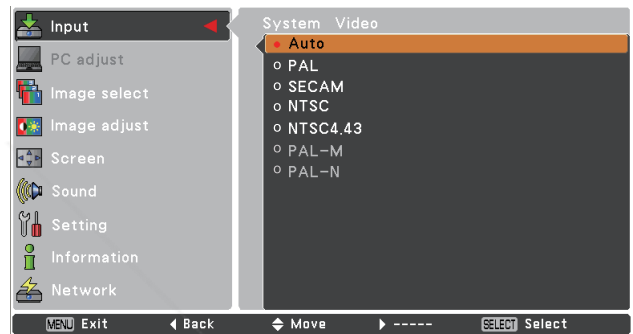 Input
PC adjust
Image select
Image adjust
Screen
Sound
Setting
Information
Network
System Video
Auto
PAL
SECAM
NTSC
NTSC4.43
PAL-M
PAL-N
MENU Exit
Back
Move
-----
SELECT Select